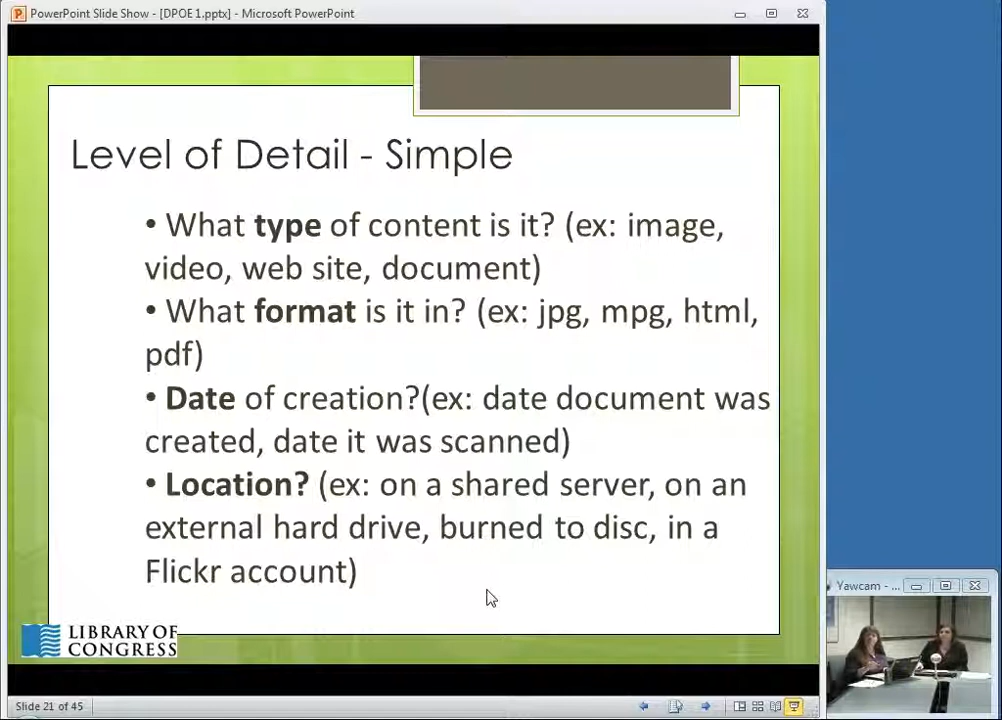 PowerPoint Slide Show - [DPOE 1.pptx] - Microsoft PowerPoint
Level of Detail - Simple
• What type of content is it? (ex: image,
video, web site, document)
• What format is it in? (ex: jpg, mpg, html,
pdf)
• Date of creation?(ex: date document was
created, date it was scanned)
• Location? (ex: on a shared server, on an
external hard drive, burned to disc, in a
Flickr account)
Yawcam - ...
LIBRARY OF
CONGRESS
Slide 21 of 45